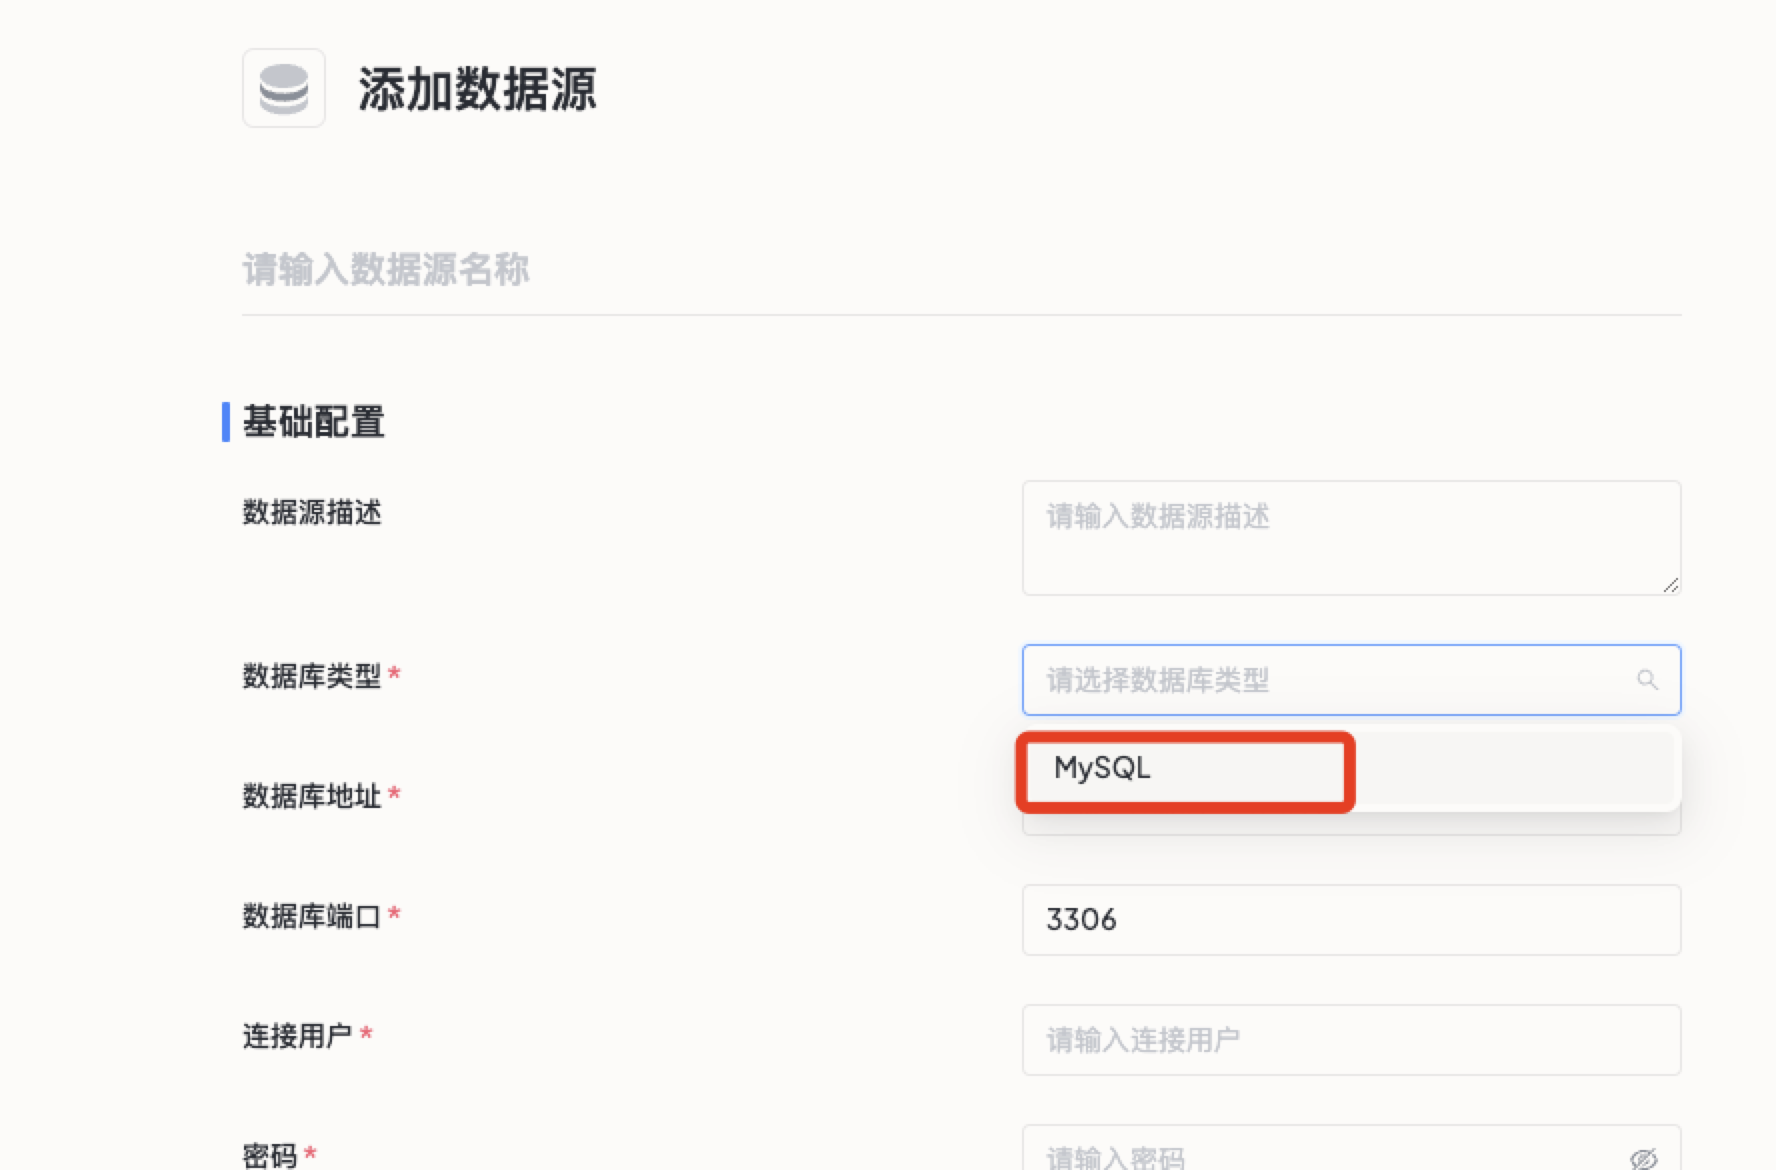 添加数据源
请输入数据源名称
基础配置
数据源描述
请输入数据源描述
数据库类型 *
请选择数据库类型
MySQL
数据库地址 *
数据库端口 *
3306
连接用户 *
请输入连接用户
密码 *
请输入密码